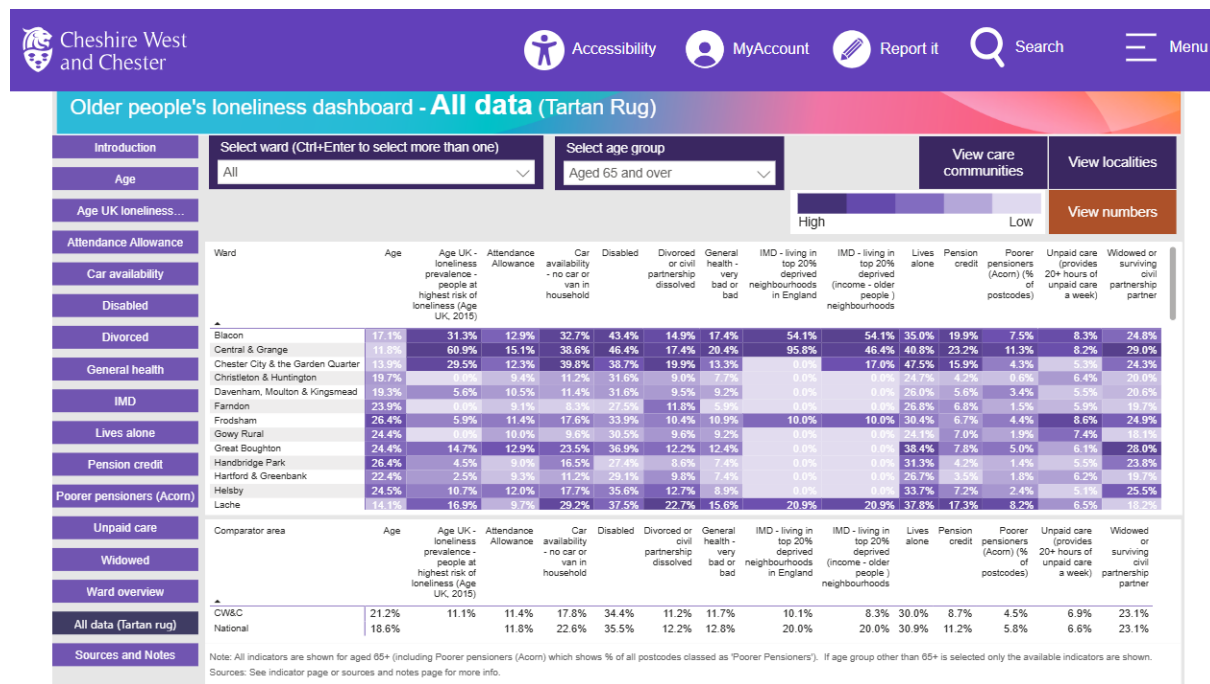 Cheshire West
and Chester
Accessibility
MyAccount
Report it
Search
Menu
Older people's loneliness dashboard - All data (Tartan Rug)
Introduction
Age
Age UK loneliness...
Attendance Allowance
Car availability
Disabled
Divorced
General health
IMD
Lives alone
Pension credit
Poorer pensioners (Acorn)
Unpaid care
Widowed
Ward overview
All data (Tartan rug)
Sources and Notes
Select ward (Ctrl+Enter to select more than one)
All
Select age group
Aged 65 and over
View care
communities
View localities
High
Low
View numbers
Ward
Age
Age UK -
loneliness
prevalence -
people at
highest risk of
loneliness (Age
UK, 2015)
Attendance
Allowance
Car
availability
- no car or
van in
household
Disabled
Divorced
or civil
partnership
dissolved
General
health -
very
bad or
bad
IMD - living in
top 20%
deprived
neighbourhoods
in England
IMD - living in
top 20%
deprived
(income - older
people )
neighbourhoods
Lives
alone
Pension
credit
Poorer
pensioners
(Acorn) (%
of
postcodes)
Unpaid care
(provides
20+ hours of
unpaid care
a week)
Widowed or
surviving
civil
partnership
partner
Blacon 17.1% 31.3% 12.9% 32.7% 43.4% 14.9% 17.4% 54.1% 54.1% 35.0% 19.9% 7.5% 8.3% 24.8%
Central & Grange 11.8% 60.9% 15.1% 38.6% 46.4% 17.4% 20.4% 95.8% 46.4% 40.8% 23.2% 11.3% 8.2% 29.0%
Chester City & the Garden Quarter 13.9% 29.5% 12.3% 39.8% 38.7% 19.9% 13.3% 0.0% 17.0% 47.5% 15.9% 4.3% 5.3% 24.3%
Christleton & Huntington 19.7% 0.0% 9.4% 11.2% 31.6% 9.0% 7.7% 0.0% 0.0% 24.7% 4.2% 0.6% 6.4% 20.0%
Davenham, Moulton & Kingsmead 19.3% 5.6% 10.5% 11.4% 31.6% 9.5% 9.2% 0.0% 0.0% 26.0% 5.6% 3.4% 5.5% 20.6%
Farndon 23.9% 0.0% 9.1% 8.3% 27.5% 11.8% 5.9% 0.0% 0.0% 26.8% 6.8% 1.5% 5.9% 19.7%
Frodsham 26.4% 5.9% 11.4% 17.6% 33.9% 10.4% 10.9% 10.0% 10.0% 30.4% 6.7% 4.4% 8.6% 24.9%
Gowy Rural 24.4% 0.0% 10.0% 9.6% 30.5% 9.6% 9.2% 0.0% 0.0% 24.1% 7.0% 1.9% 7.4% 18.1%
Great Boughton 24.4% 14.7% 12.9% 23.5% 36.9% 12.2% 12.4% 0.0% 0.0% 38.4% 7.8% 5.0% 6.1% 28.0%
Handbridge Park 26.4% 4.5% 9.0% 16.5% 27.4% 8.6% 7.4% 0.0% 0.0% 31.3% 4.2% 1.4% 5.5% 23.8%
Hartford & Greenbank 22.4% 2.5% 9.3% 11.2% 29.1% 9.8% 7.4% 0.0% 0.0% 26.7% 3.5% 1.8% 6.2% 19.7%
Helsby 24.5% 10.7% 12.0% 17.7% 35.6% 12.7% 8.9% 0.0% 0.0% 33.7% 7.2% 2.4% 5.1% 25.5%
Lache 14.1% 16.9% 9.7% 29.2% 37.5% 22.7% 15.6% 20.9% 20.9% 37.8% 17.3% 8.2% 6.5% 18.2%
Comparator area
Age
Age UK -
loneliness
prevalence -
people at
highest risk of
loneliness (Age
UK, 2015)
Attendance
Allowance
Car
availability
- no car or
van in
household
Disabled
Divorced or
civil
partnership
dissolved
General
health -
very
bad or
bad
IMD - living in
top 20%
deprived
neighbourhoods
in England
IMD - living in
top 20%
deprived
(income - older
people )
neighbourhoods
Lives
alone
Pension
credit
Poorer
pensioners
(Acorn) (%
of
postcodes)
Unpaid care
(provides
20+ hours of
unpaid care
a week)
Widowed
or
surviving
civil
partnership
partner
CW&C 21.2% 11.1% 11.4% 17.8% 34.4% 11.2% 11.7% 10.1% 8.3% 30.0% 8.7% 4.5% 6.9% 23.1%
National 18.6% 11.8% 22.6% 35.5% 12.2% 12.8% 20.0% 20.0% 30.9% 11.2% 5.8% 6.6% 23.1%
Note: All indicators are shown for aged 65+ (including Poorer pensioners (Acorn) which shows % of all postcodes classed as 'Poorer Pensioners'). If age group other than 65+ is selected only the available indicators are shown.
Sources: See indicator page or sources and notes page for more info.